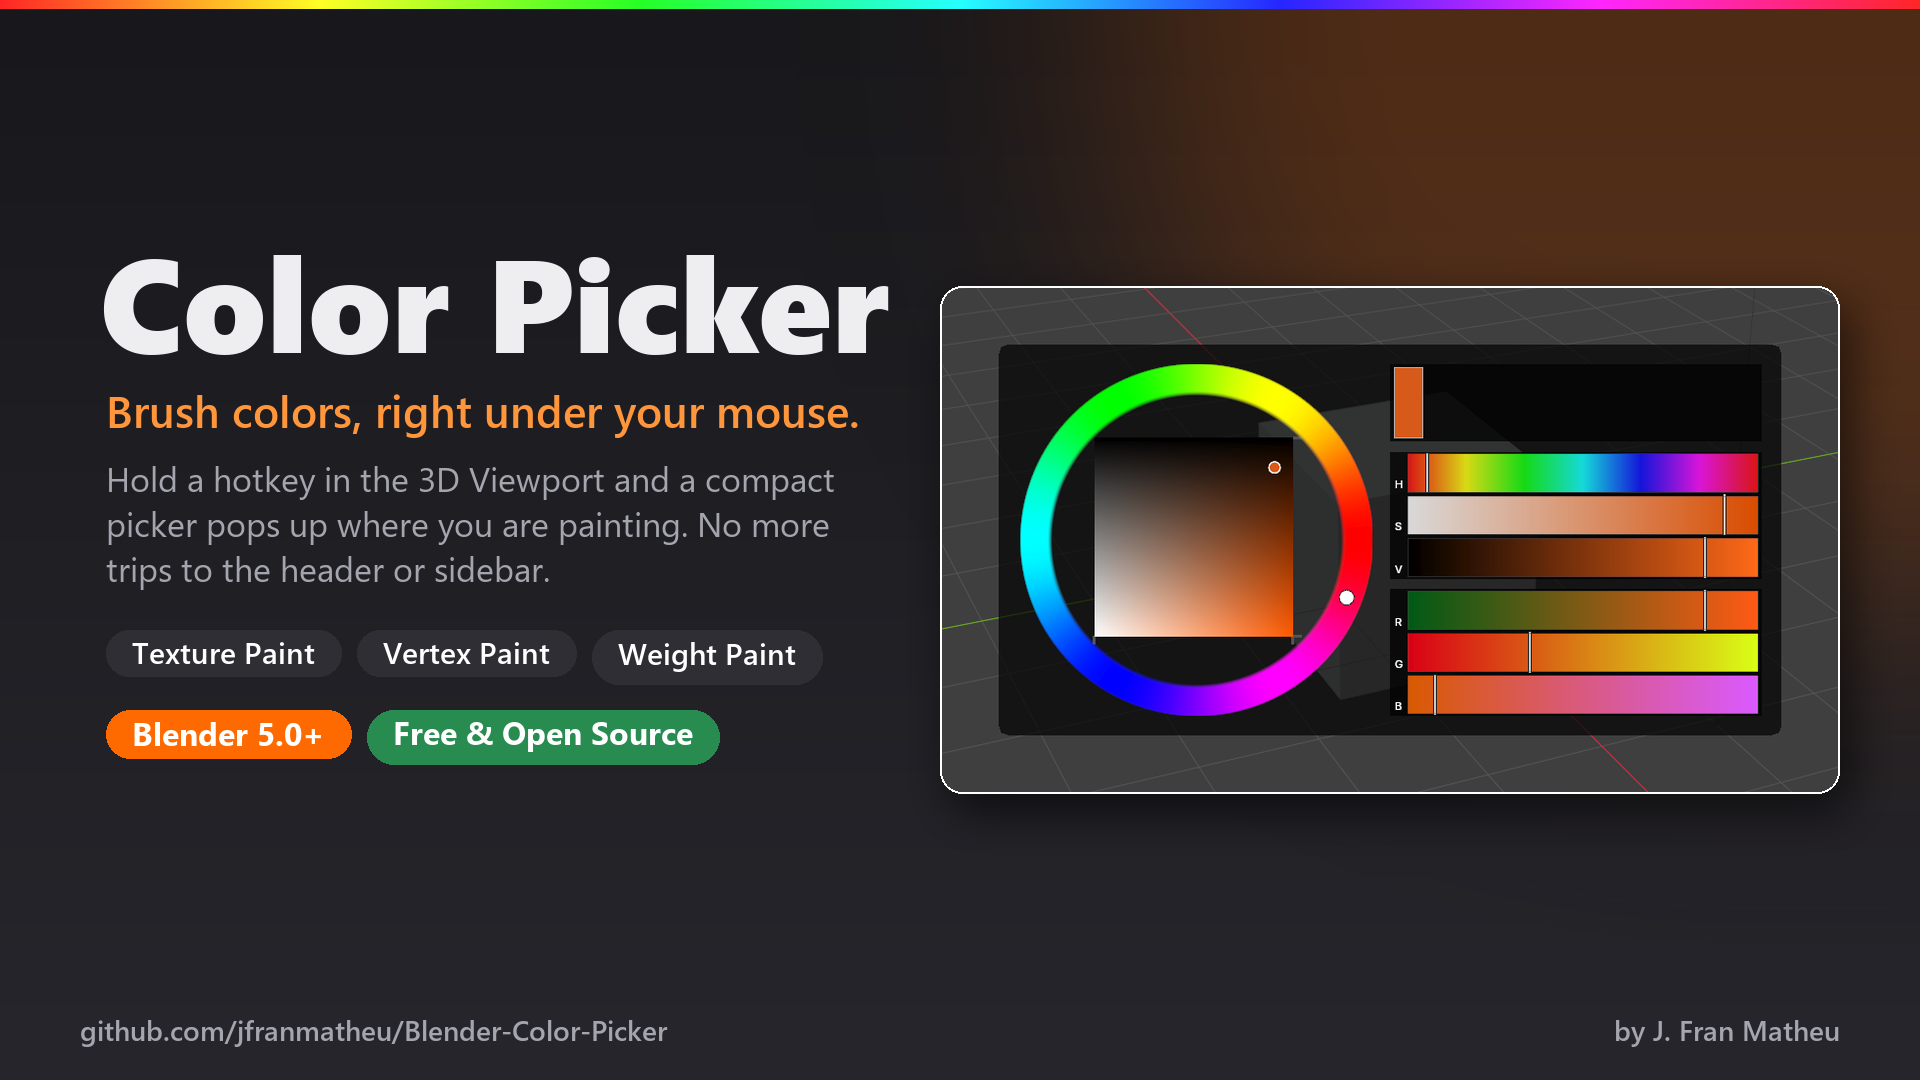 Color Picker
Brush colors, right under your mouse.
Hold a hotkey in the 3D Viewport and a compact
picker pops up where you are painting. No more
trips to the header or sidebar.
Texture Paint
Vertex Paint
Weight Paint
Blender 5.0+
Free & Open Source
H
S
V
R
G
B
github.com/jfranmatheu/Blender-Color-Picker
by J. Fran Matheu